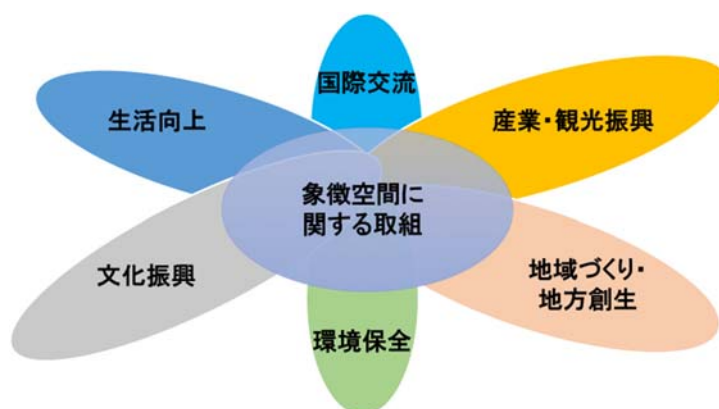 国際交流
生活向上
産業・観光振興
象徴空間に
関する取組
文化振興
地域づくり・
地方創生
環境保全